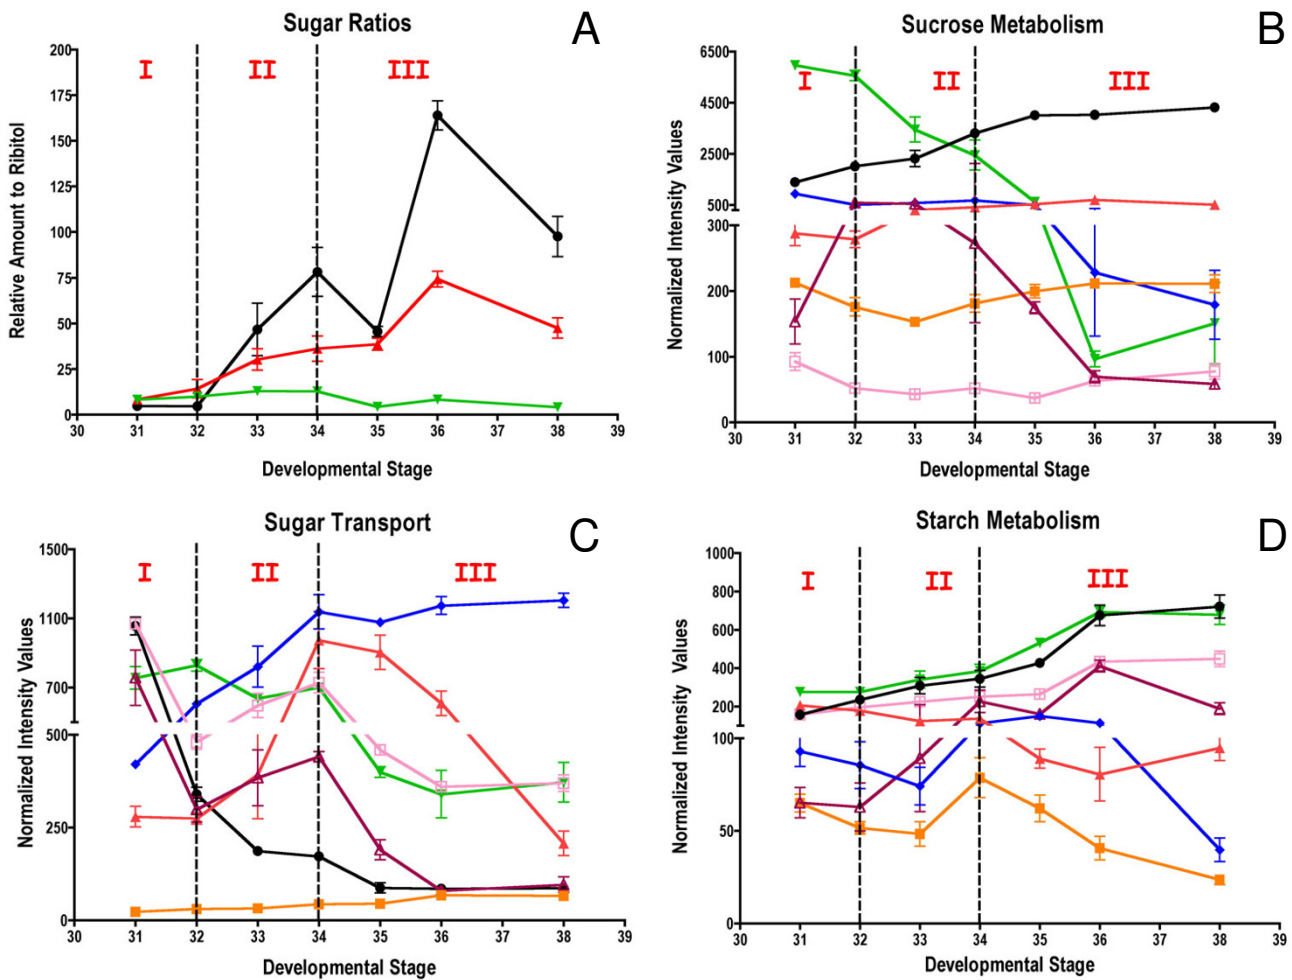 Sugar Ratios
A
Relative Amount to Ribitol
200
175
150
125
100
75
50
25
0
I
II
III
30 31 32 33 34 35 36 37 38 39
Developmental Stage
Sucrose Metabolism
B
Normalized Intensity Values
6500
4500
2500
500
300
200
100
0
I
II
III
30 31 32 33 34 35 36 37 38 39
Developmental Stage
Sugar Transport
C
Normalized Intensity Values
1500
1100
700
500
250
0
I
II
III
30 31 32 33 34 35 36 37 38 39
Developmental Stage
Starch Metabolism
D
Normalized Intensity Values
1000
800
600
400
200
100
50
0
I
II
III
30 31 32 33 34 35 36 37 38 39
Developmental Stage